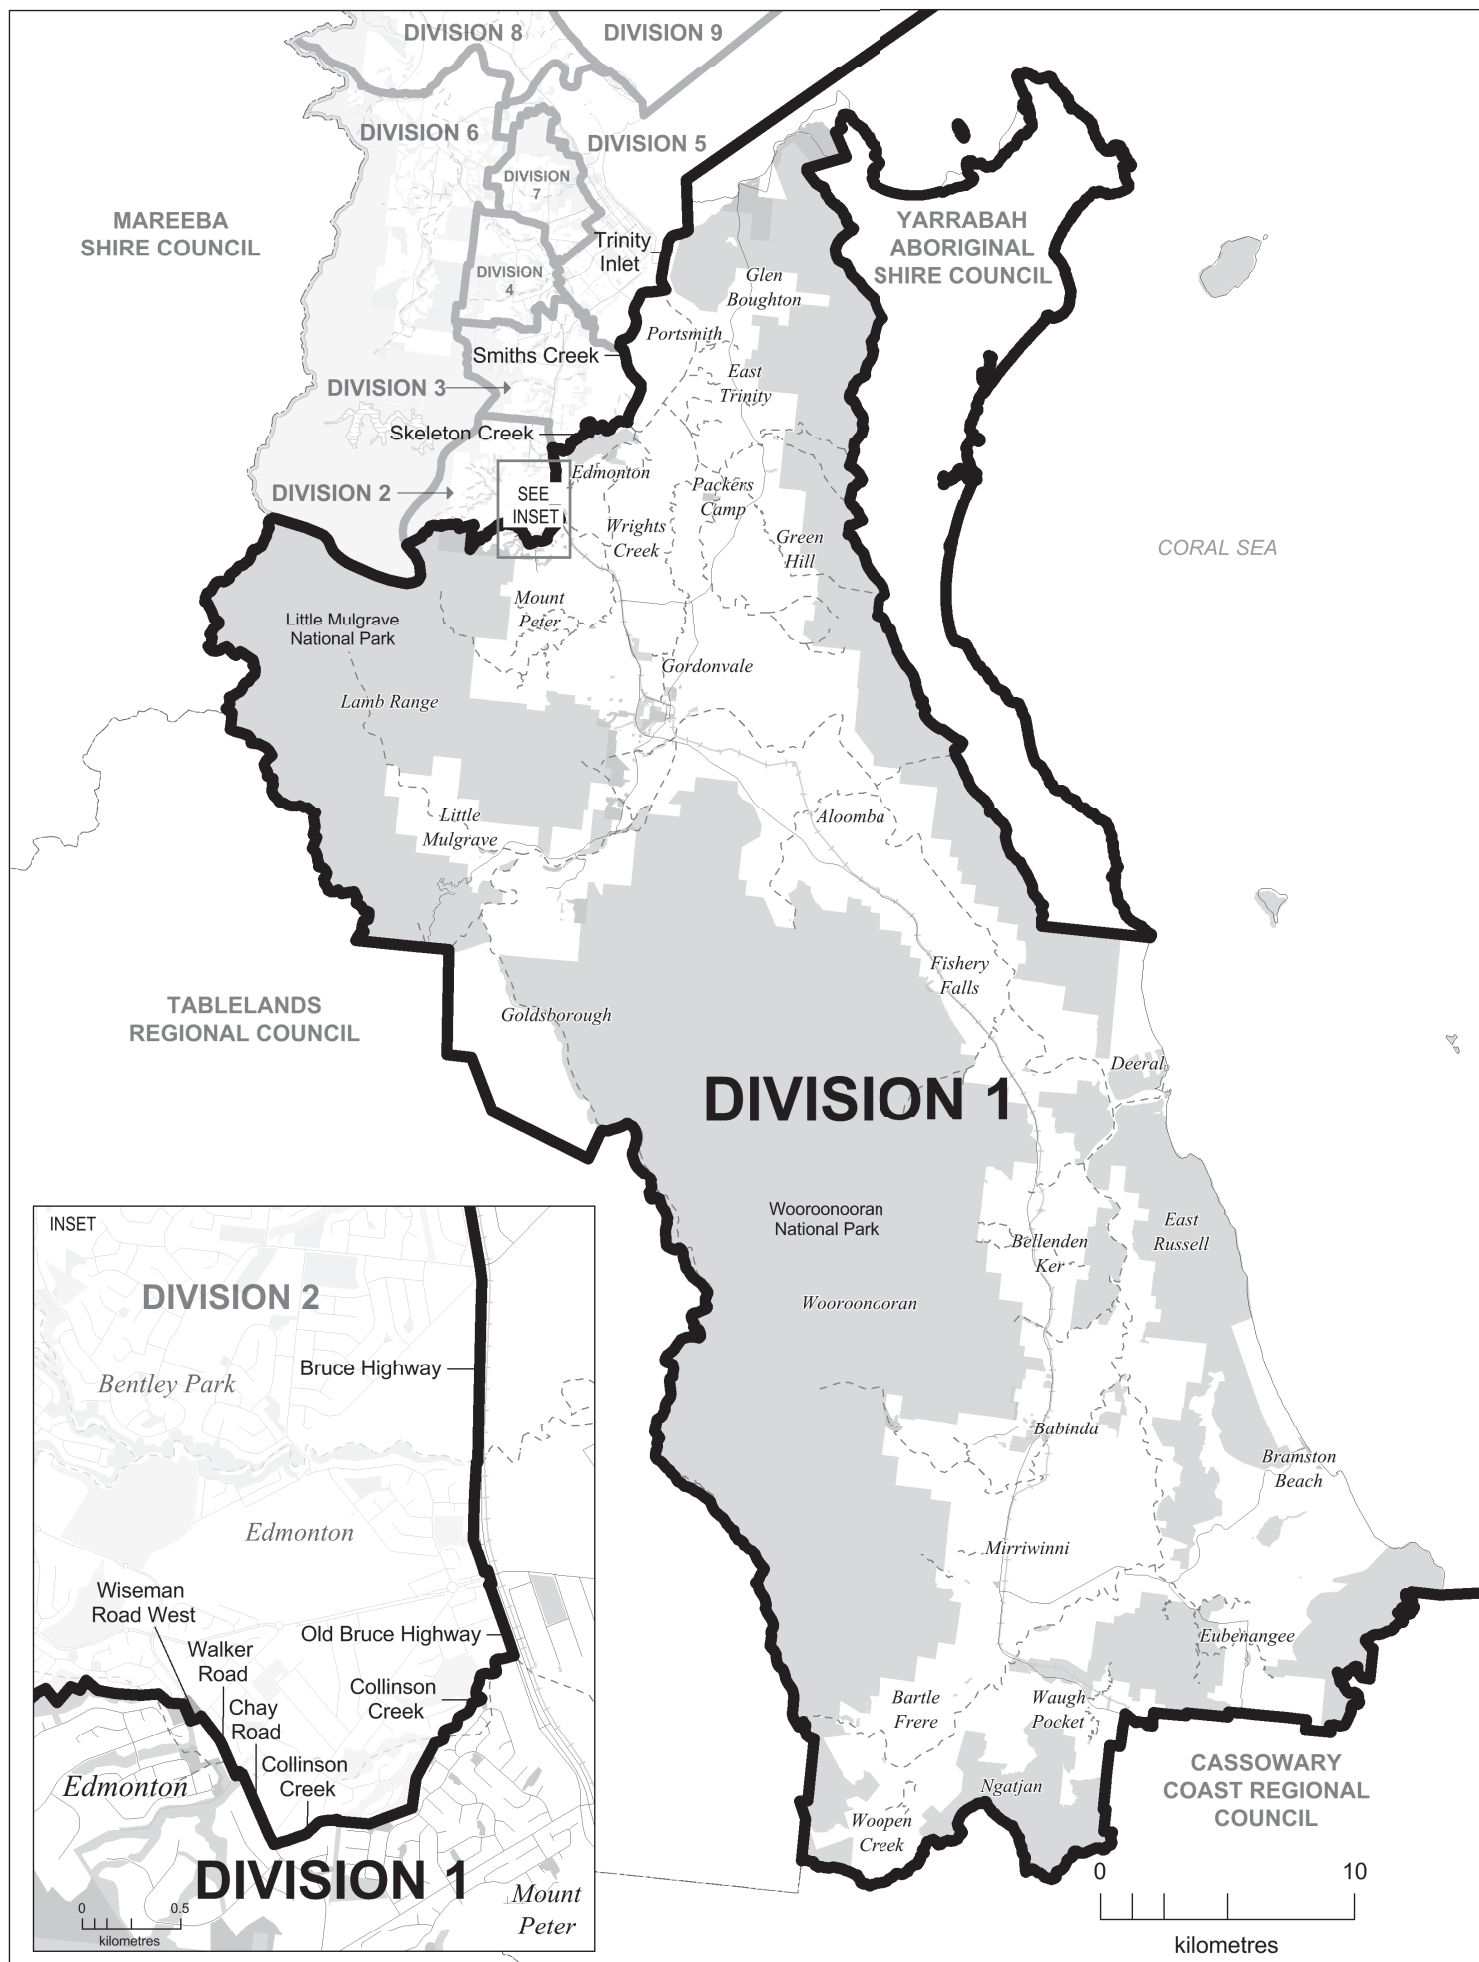 DIVISION 8
DIVISION 9
DIVISION 6
DIVISION 5
DIVISION
7
MAREEBA
SHIRE COUNCIL
YARRABAH
ABORIGINAL
SHIRE COUNCIL
Trinity
Inlet
DIVISION
4
Glen
Boughton
Portsmith
Smiths Creek
East
Trinity
DIVISION 3
Skeleton Creek
Edmonton
DIVISION 2
SEE
INSET
Packers
Camp
Wrights
Creek
Green
Hill
CORAL SEA
Mount
Peter
Little Mulgrave
National Park
Gordonvale
Lamb Range
Little
Mulgrave
Aloomba
Fishery
Falls
TABLELANDS
REGIONAL COUNCIL
Goldsborough
Deeral
DIVISION 1
Wooroonooran
National Park
East
Russell
Bellenden
Ker
Wooroonooran
Babinda
Bramston
Beach
Mirriwinni
Eubenangee
Bartle
Frere
Waugh
Pocket
CASSOWARY
COAST REGIONAL
COUNCIL
Ngatjan
Woopen
Creek
0 10
kilometres
INSET
DIVISION 2
Bruce Highway
Bentley Park
Edmonton
Wiseman
Road West
Old Bruce Highway
Walker
Road
Collinson
Creek
Chay
Road
Collinson
Creek
Edmonton
DIVISION 1
Mount
Peter
0 0.5
kilometres